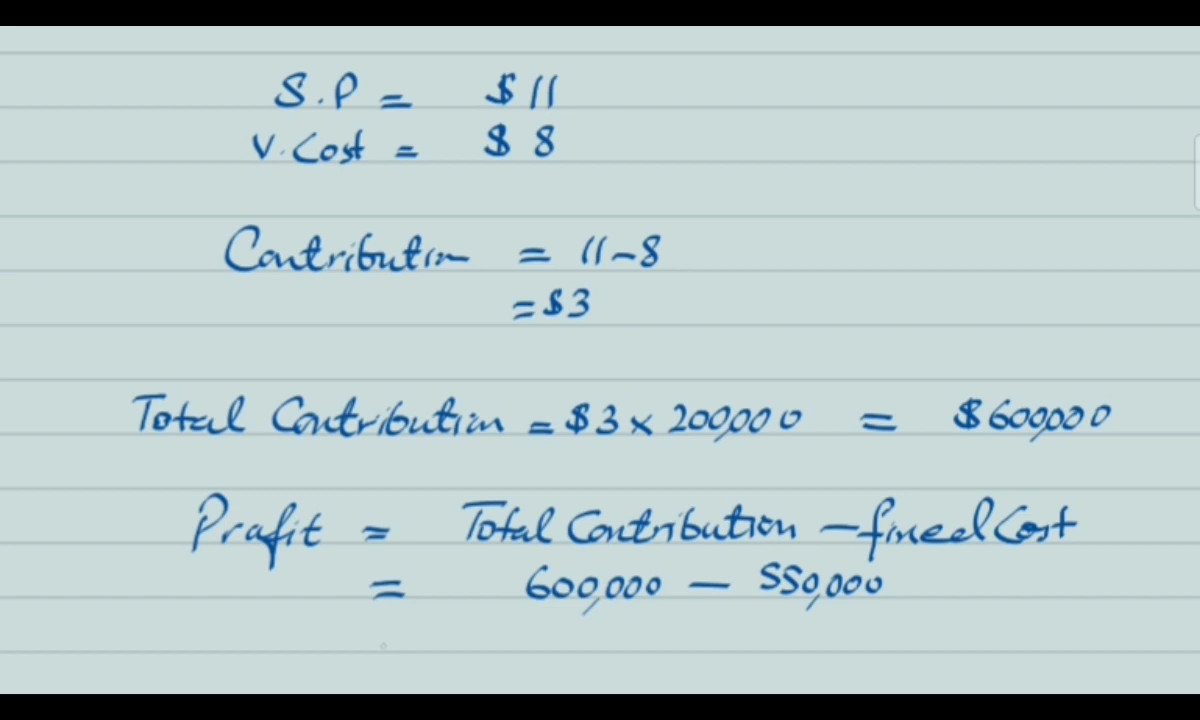 S.P = $ 11
V. Cost = $ 8
Contribution = 11-8
= $3
Total Contribution = $3 x 200,000 = $600,000
Profit = Total Contribution - fixed Cost
= 600,000 - 550,000